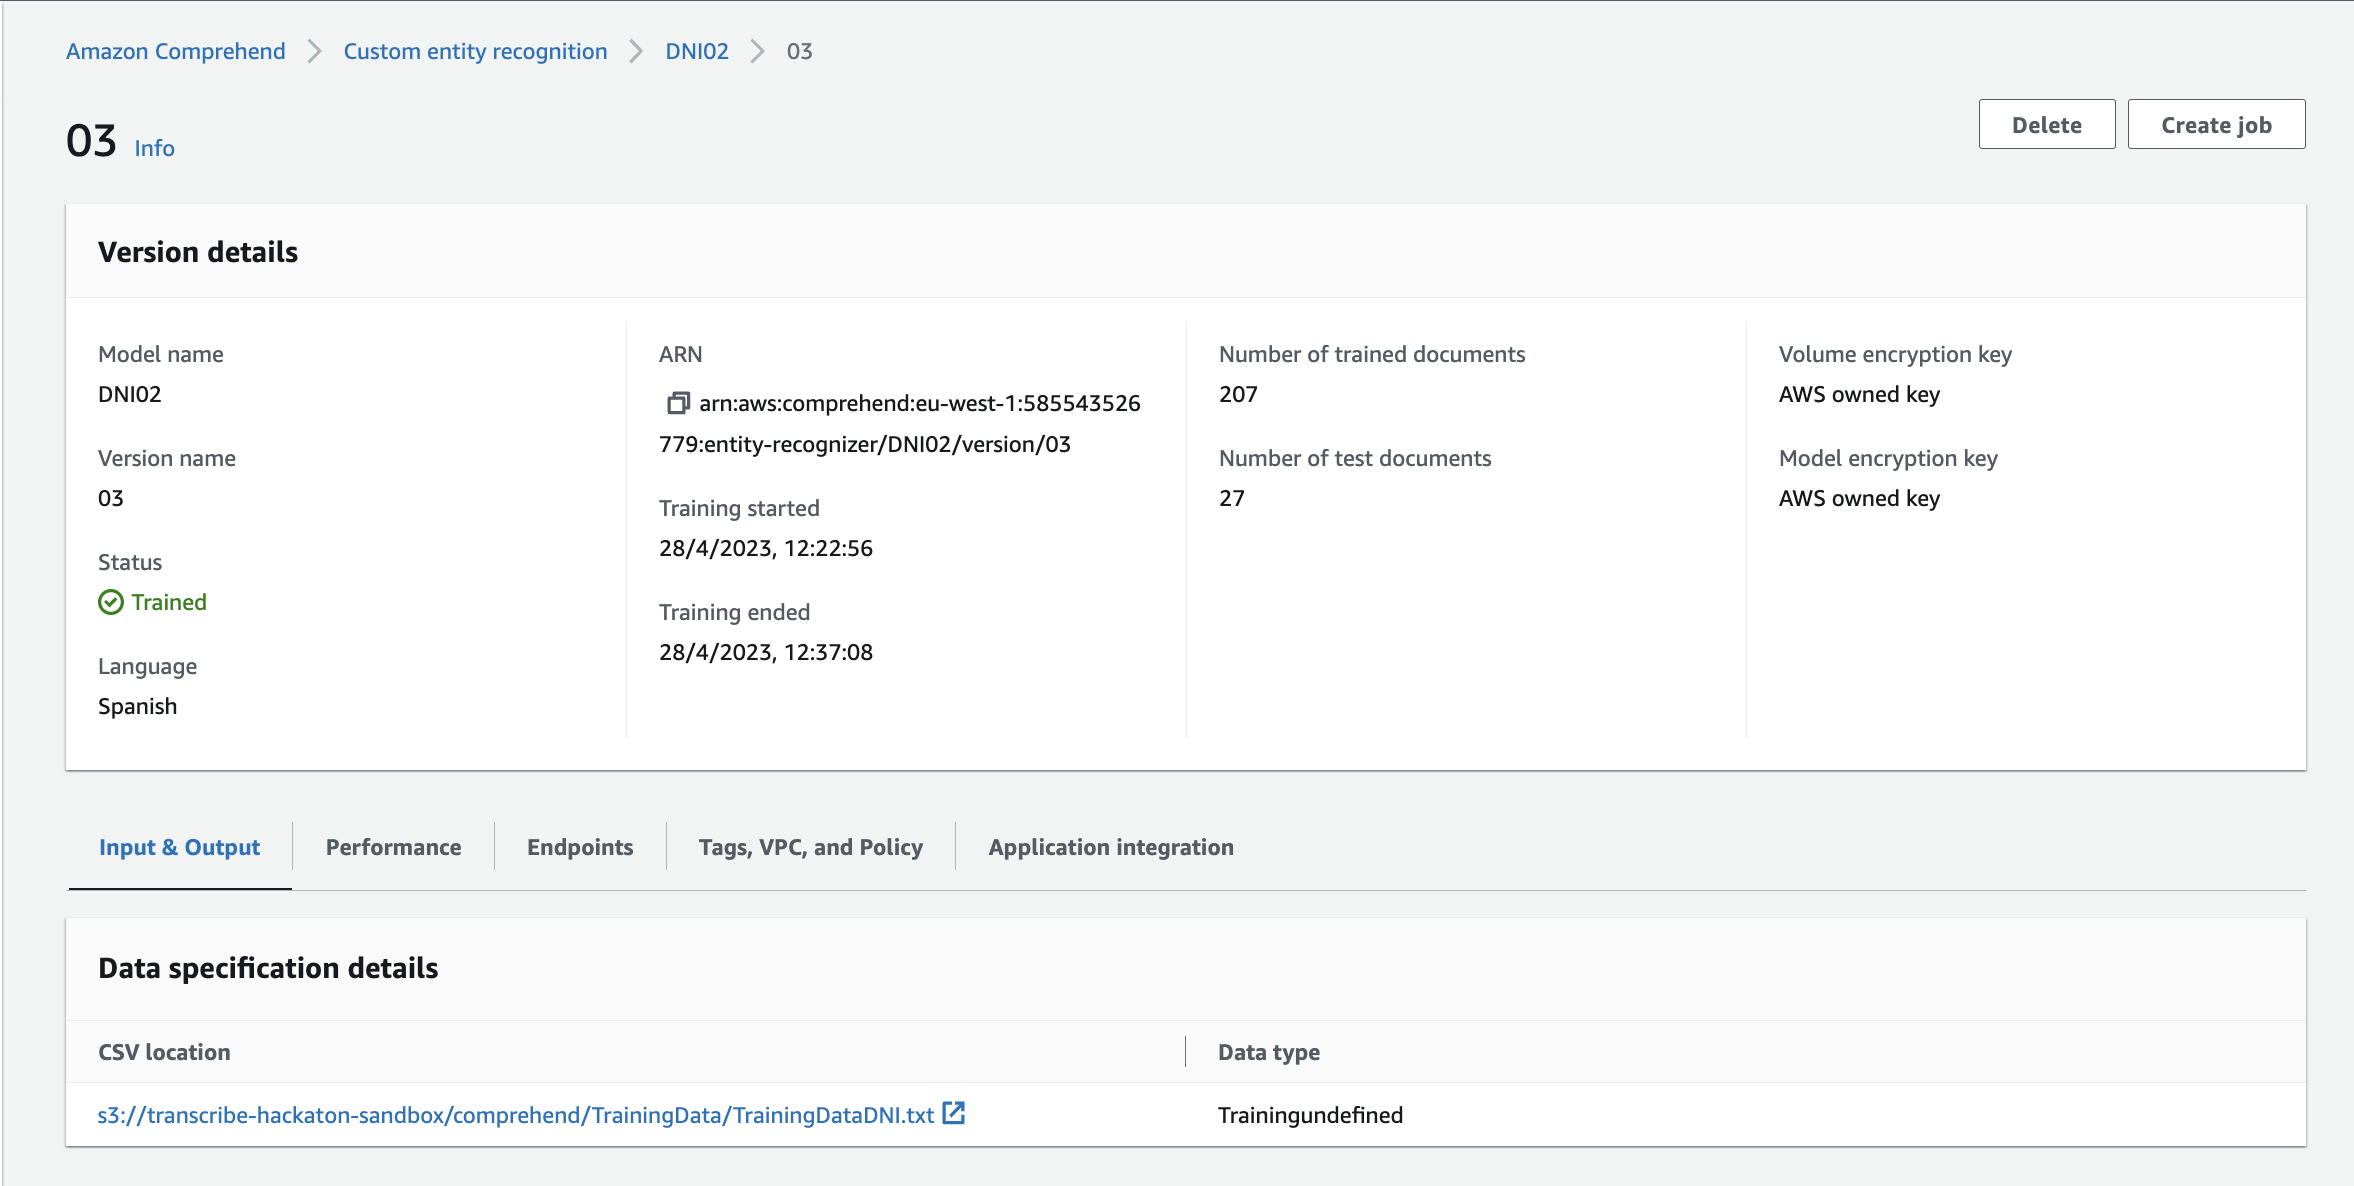 Amazon Comprehend > Custom entity recognition > DNI02 > 03
03 Info
Delete
Create job
Version details
Model name
DNI02
Version name
03
Status
Trained
Language
Spanish
ARN
arn:aws:comprehend:eu-west-1:585543526
779:entity-recognizer/DNI02/version/03
Training started
28/4/2023, 12:22:56
Training ended
28/4/2023, 12:37:08
Number of trained documents
207
Number of test documents
27
Volume encryption key
AWS owned key
Model encryption key
AWS owned key
Input & Output
Performance
Endpoints
Tags, VPC, and Policy
Application integration
Data specification details
CSV location
Data type
s3://transcribe-hackaton-sandbox/comprehend/TrainingData/TrainingDataDNI.txt
Trainingundefined